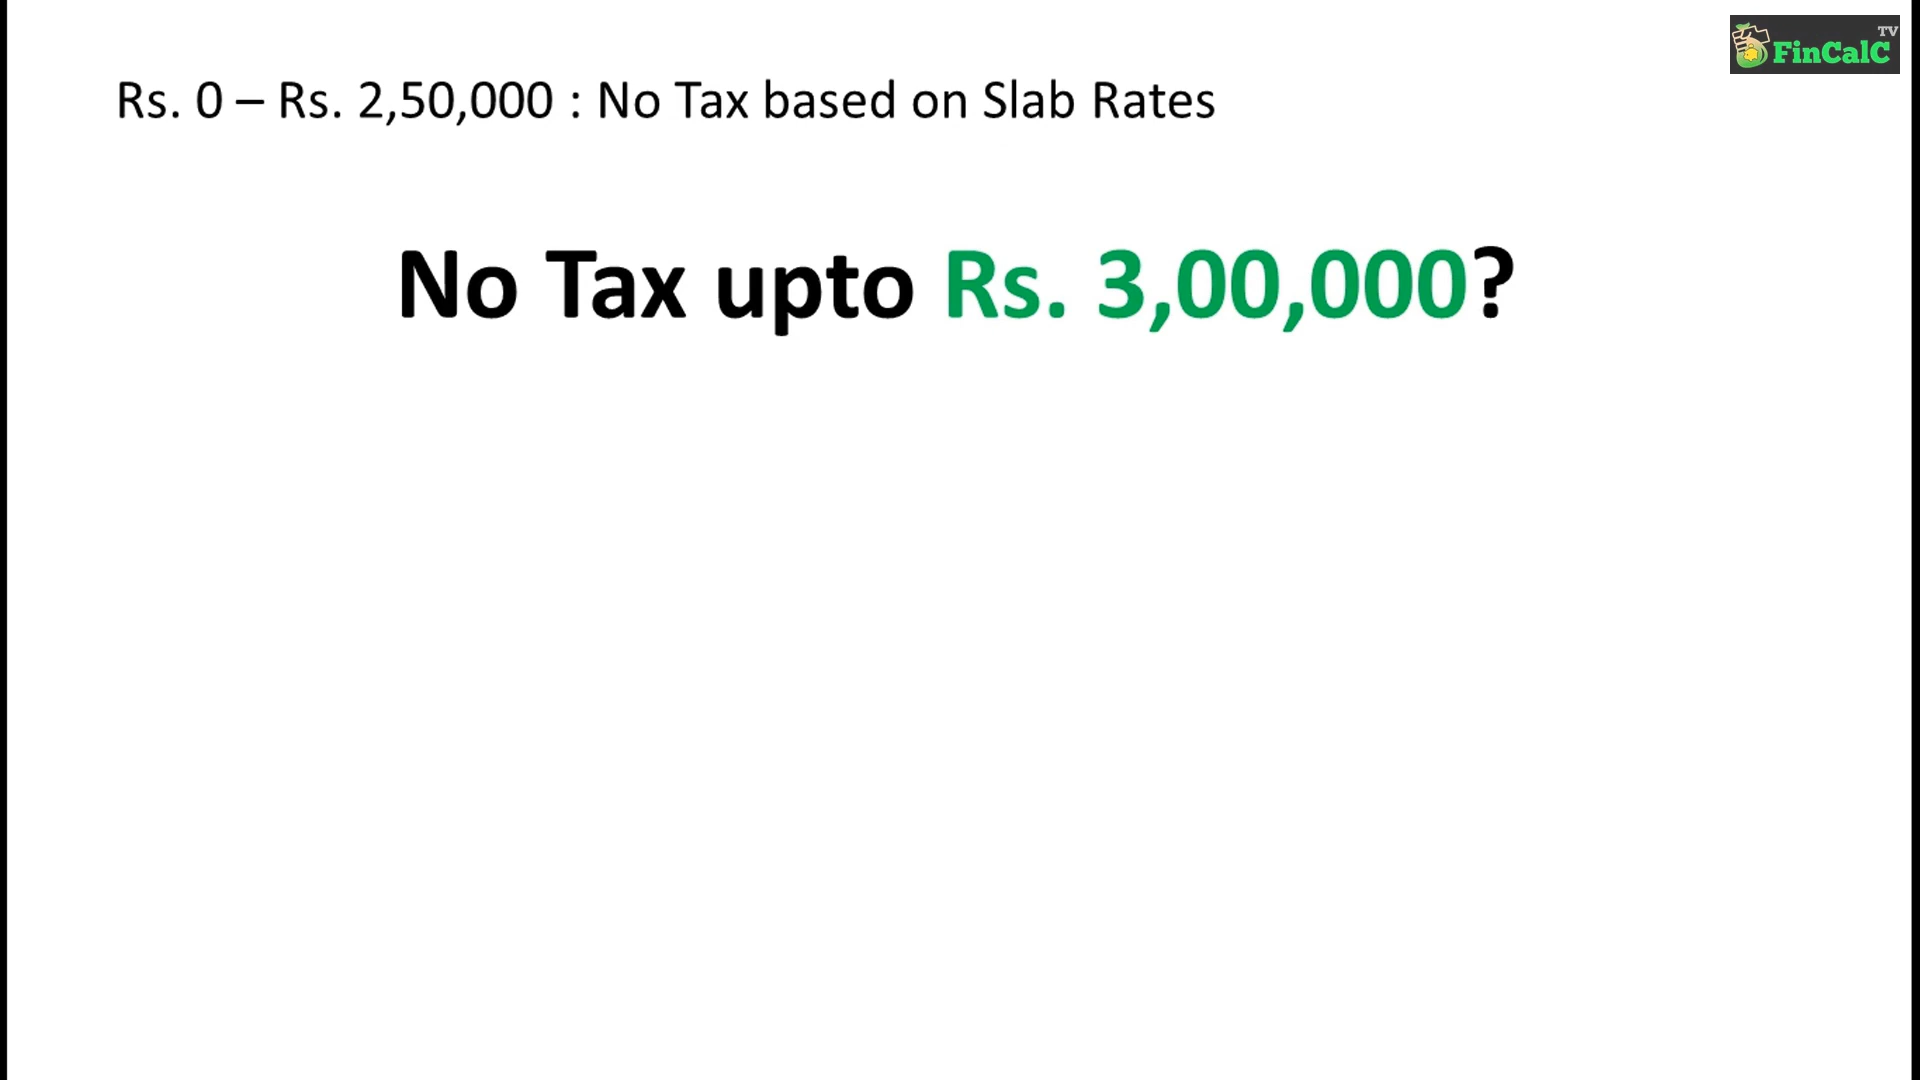 TV
FinCalC
Rs. 0 – Rs. 2,50,000 : No Tax based on Slab Rates
No Tax upto Rs. 3,00,000?